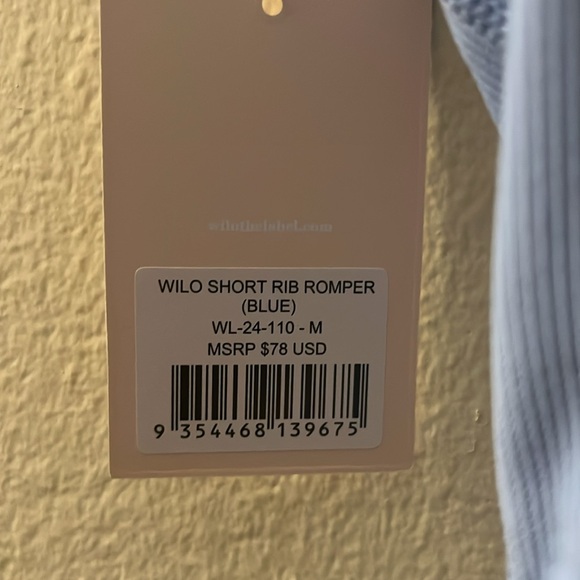 wilothelabel.com
WILO SHORT RIB ROMPER
(BLUE)
WL-24-110 - M
MSRP $78 USD
9 354468 139675